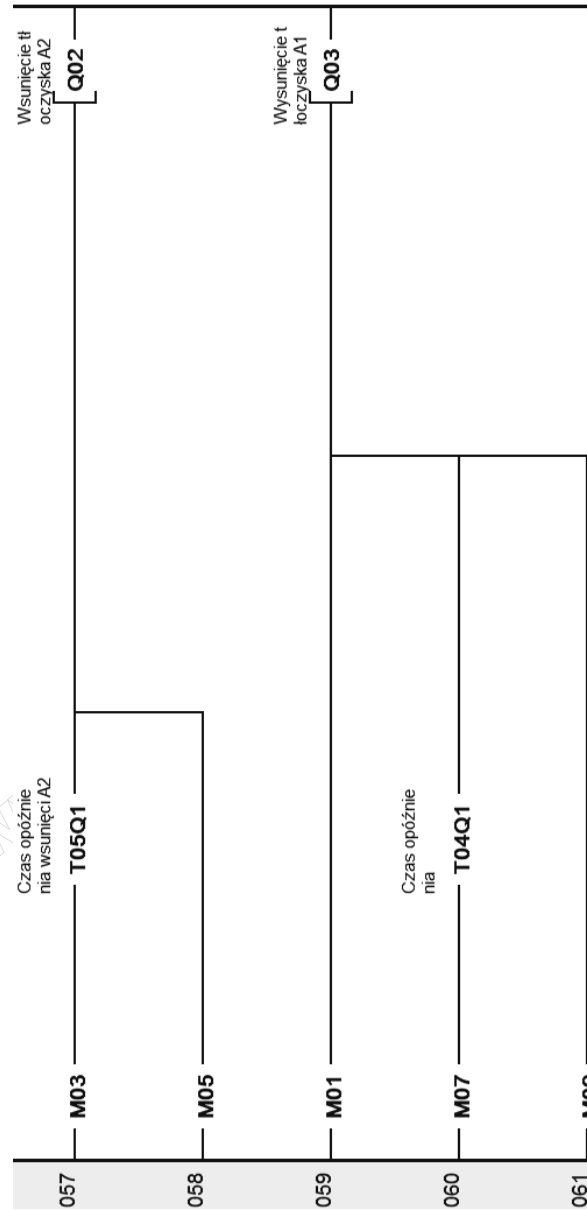 057
M03
Czas opóźnie
nia wsunięci A2
T05Q1
Wsunięcie tł
oczyska A2
Q02
058
M05
059
M01
Wysunięcie t
łoczyska A1
Q03
060
M07
Czas opóźnie
nia
T04Q1
061